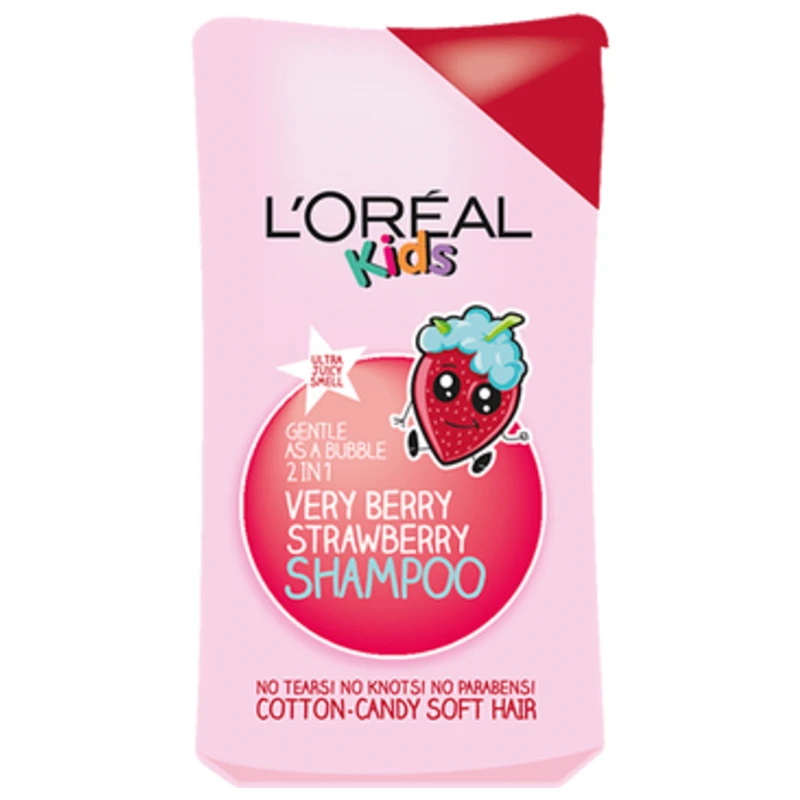 L'ORÉAL
Kids
ULTRA
JUICY
SMELL
GENTLE
AS A BUBBLE
2 IN 1
VERY BERRY
STRAWBERRY
SHAMPOO
NO TEARS! NO KNOTS! NO PARABENS!
COTTON-CANDY SOFT HAIR